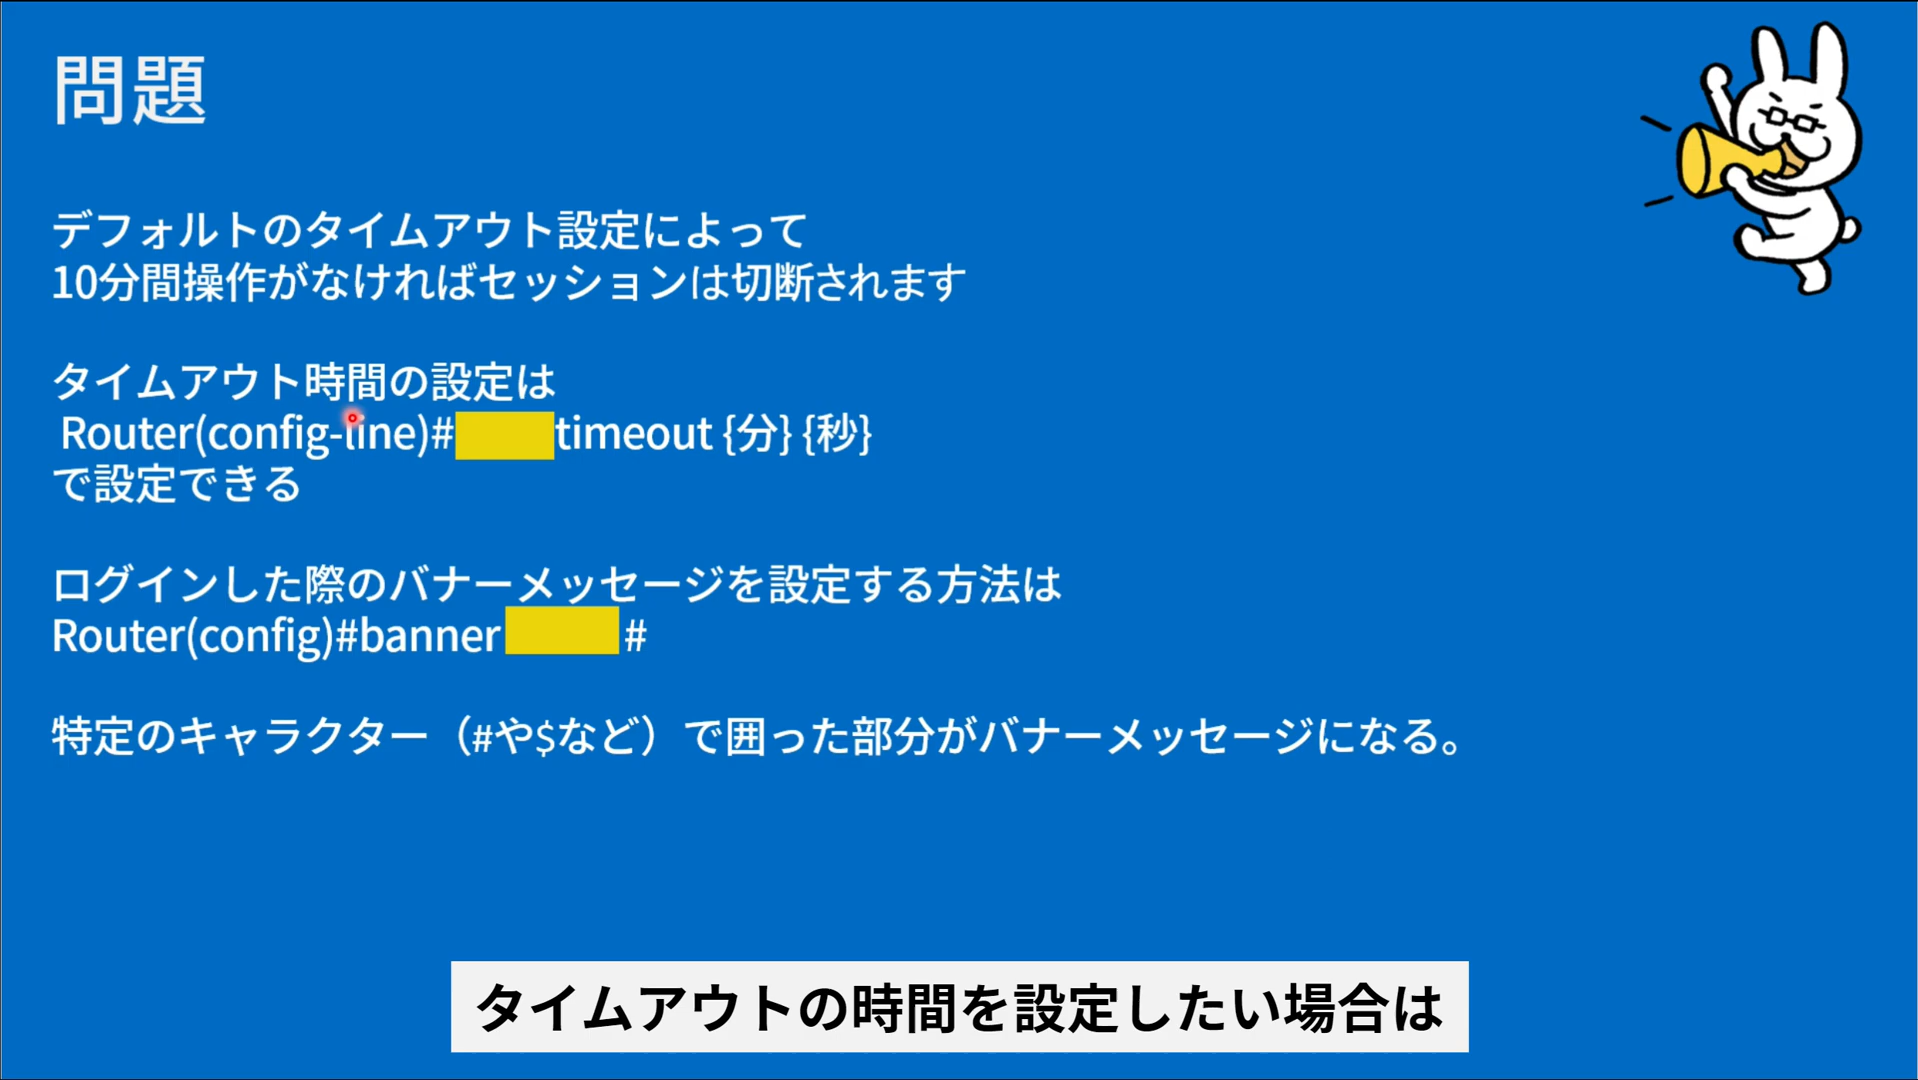 問題
デフォルトのタイムアウト設定によって
10分間操作がなければセッションは切断されます
タイムアウト時間の設定は
Router(config-line)# timeout {分} {秒}
で設定できる
ログインした際のバナーメッセージを設定する方法は
Router(config)#banner #
特定のキャラクター（#や$など）で囲った部分がバナーメッセージになる。
タイムアウトの時間を設定したい場合は